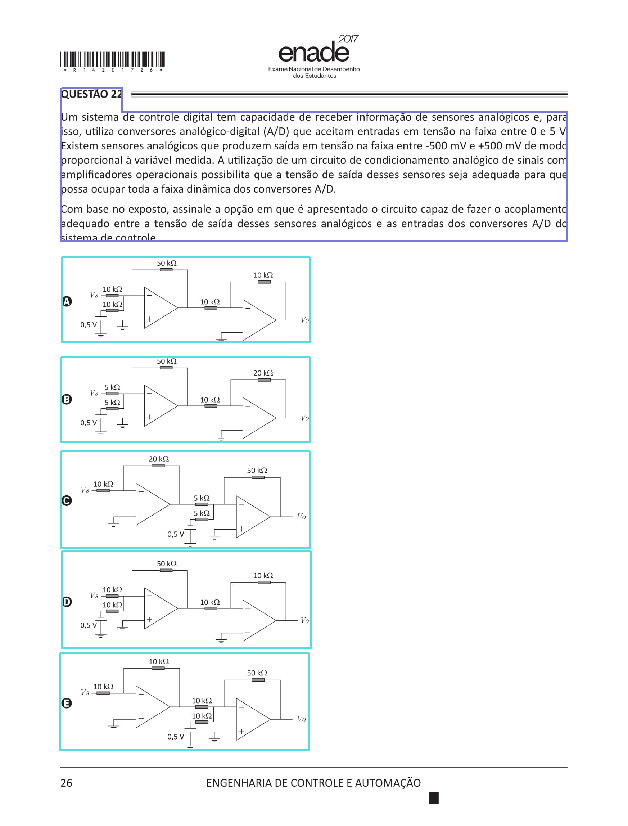 * R 1 4 2 0 1 7 2 6 *
2017
enade
Exame Nacional de Desempenho
dos Estudantes
QUESTÃO 22
Um sistema de controle digital tem capacidade de receber informação de sensores analógicos e, para
isso, utiliza conversores analógico-digital (A/D) que aceitam entradas em tensão na faixa entre 0 e 5 V.
Existem sensores analógicos que produzem saída em tensão na faixa entre -500 mV e +500 mV de modo
proporcional à variável medida. A utilização de um circuito de condicionamento analógico de sinais com
amplificadores operacionais possibilita que a tensão de saída desses sensores seja adequada para que
possa ocupar toda a faixa dinâmica dos conversores A/D.
Com base no exposto, assinale a opção em que é apresentado o circuito capaz de fazer o acoplamento
adequado entre a tensão de saída desses sensores analógicos e as entradas dos conversores A/D do
sistema de controle.
50 kΩ
10 kΩ
Vs 10 kΩ
10 kΩ
10 kΩ
A
0,5 V
Vo
50 kΩ
20 kΩ
Vs 5 kΩ
5 kΩ
10 kΩ
B
0,5 V
Vo
20 kΩ
50 kΩ
Vs 10 kΩ
5 kΩ
5 kΩ
C
0,5 V
Vo
50 kΩ
10 kΩ
Vs 10 kΩ
10 kΩ
10 kΩ
D
0,5 V
Vo
10 kΩ
50 kΩ
Vs 10 kΩ
10 kΩ
10 kΩ
E
0,5 V
Vo
26 ENGENHARIA DE CONTROLE E AUTOMAÇÃO